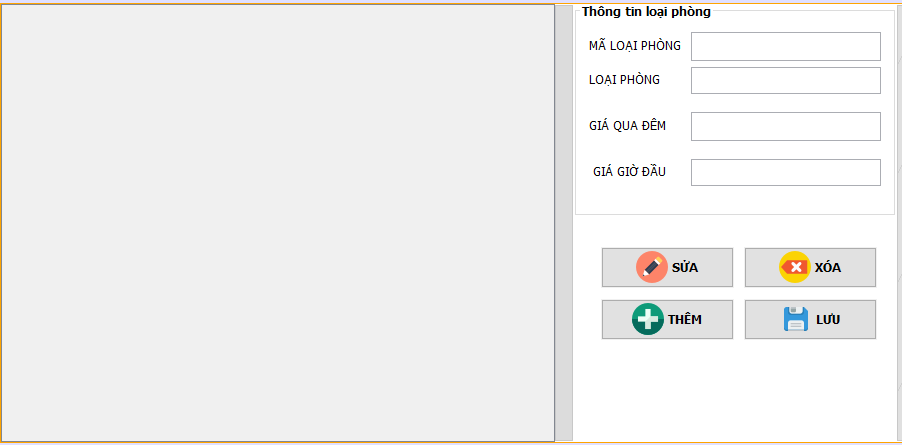 Thông tin loại phòng
MÃ LOẠI PHÒNG
LOẠI PHÒNG
GIÁ QUA ĐÊM
GIÁ GIỜ ĐẦU
SỬA
XÓA
THÊM
LƯU